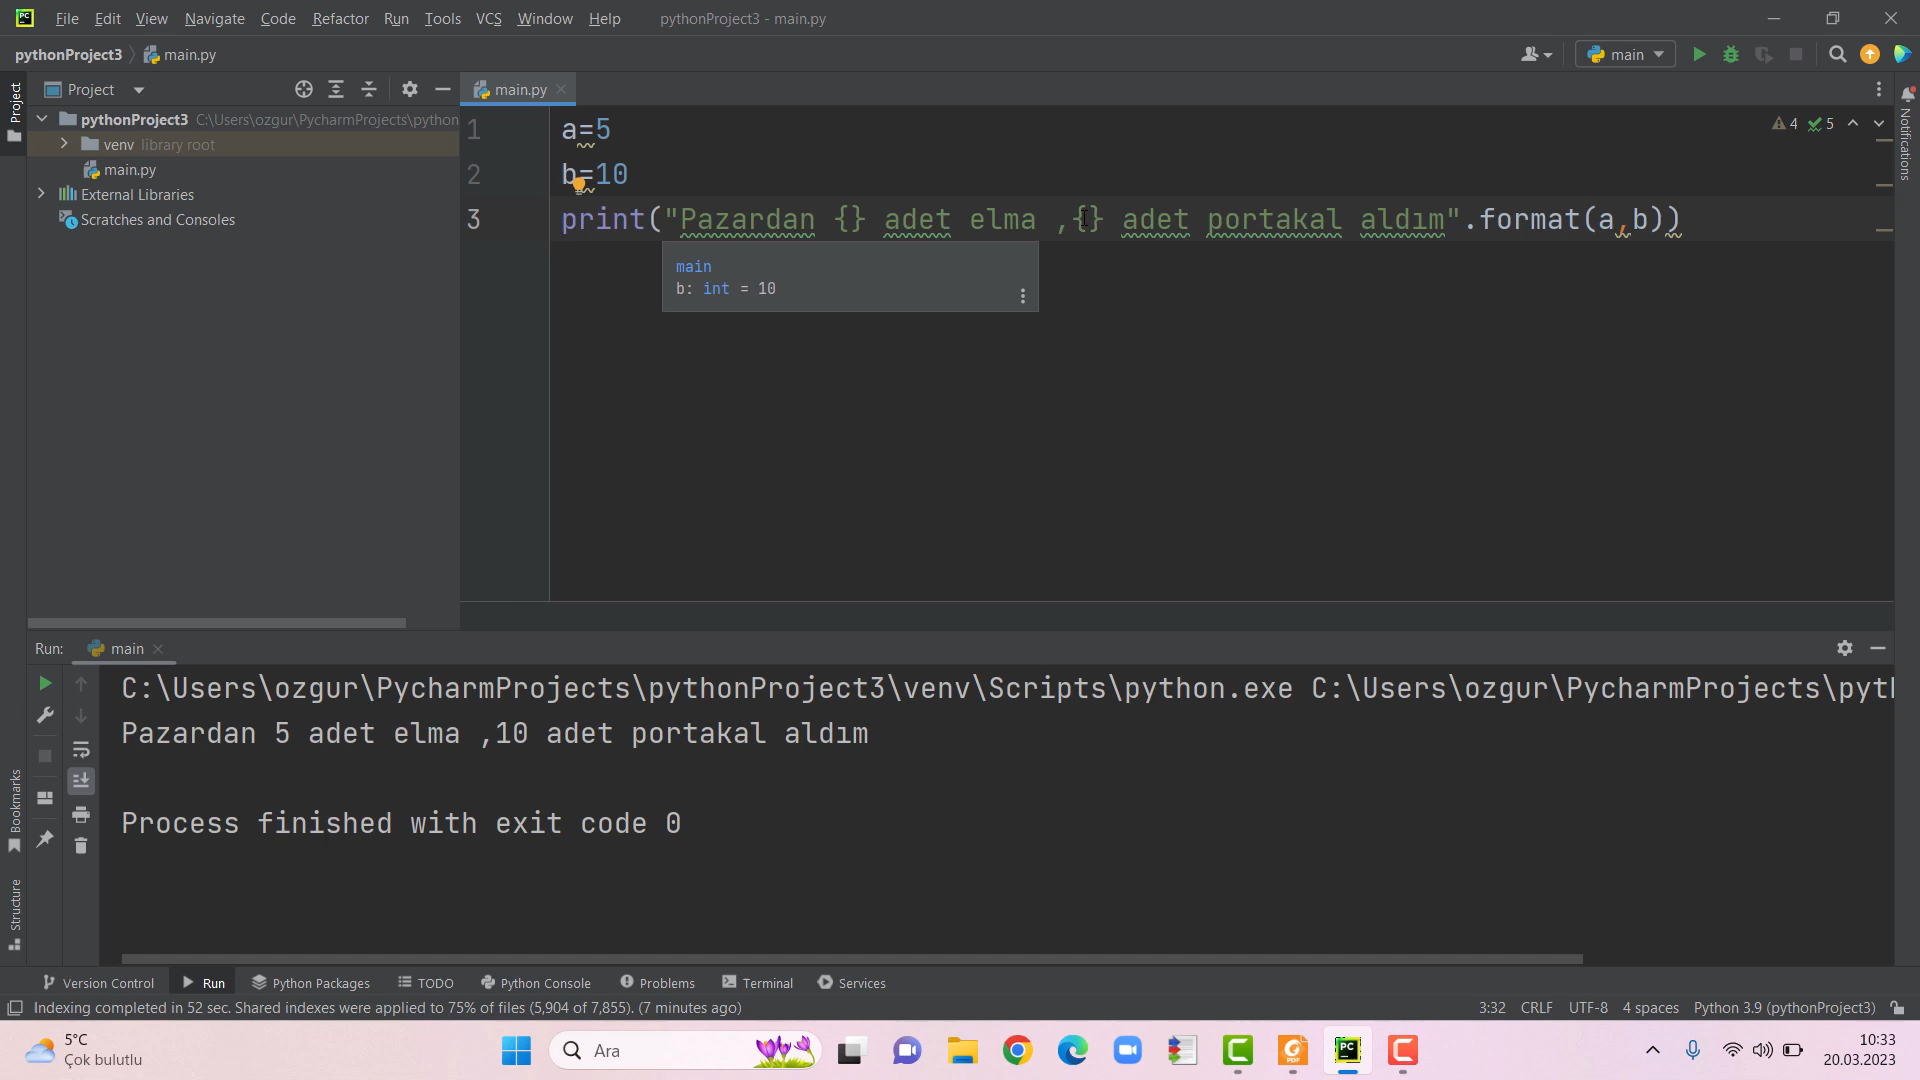 File Edit View Navigate Code Refactor Run Tools VCS Window Help pythonProject3 - main.py
pythonProject3 main.py main
Project main.py
pythonProject3 C:\Users\ozgur\PycharmProjects\python
venv library root
main.py
External Libraries
Scratches and Consoles
Project
Bookmarks
Structure
Notifications
4 5
1 a=5
2 b=10
3 print("Pazardan {} adet elma ,{} adet portakal aldım".format(a,b))
main
b: int = 10
Run: main
C:\Users\ozgur\PycharmProjects\pythonProject3\venv\Scripts\python.exe C:\Users\ozgur\PycharmProjects\pyt
Pazardan 5 adet elma ,10 adet portakal aldım
Process finished with exit code 0
Version Control Run Python Packages TODO Python Console Problems Terminal Services
Indexing completed in 52 sec. Shared indexes were applied to 75% of files (5,904 of 7,855). (7 minutes ago) 3:32 CRLF UTF-8 4 spaces Python 3.9 (pythonProject3)
5°C
Çok bulutlu
Ara
PC
10:33
20.03.2023